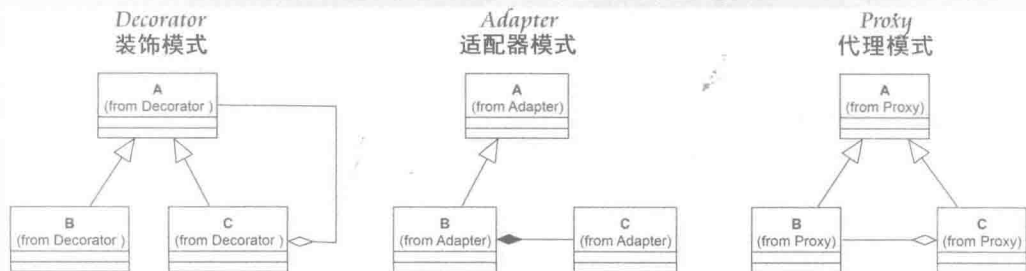 Decorator
装饰模式
A
(from Decorator )
B
(from Decorator )
C
(from Decorator )
Adapter
适配器模式
A
(from Adapter)
B
(from Adapter)
C
(from Adapter)
Proxy
代理模式
A
(from Proxy)
B
(from Proxy)
C
(from Proxy)